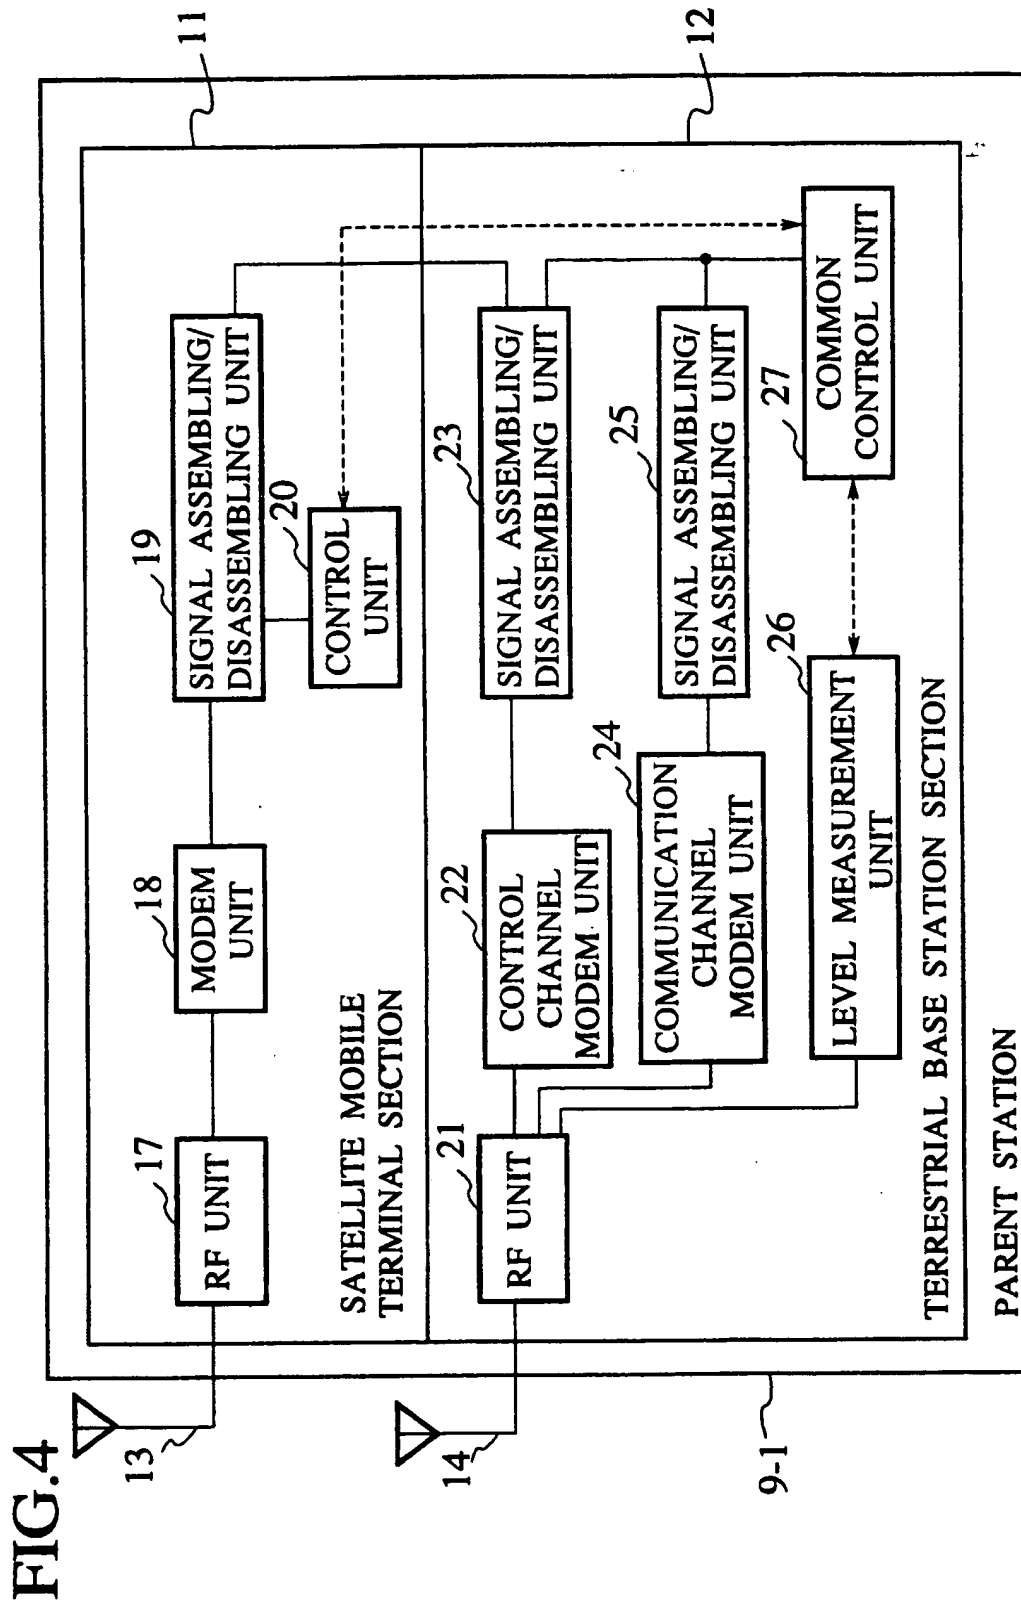 FIG.4
11
12
13
14
9-1
17
RF UNIT
18
MODEM
UNIT
19
SIGNAL ASSEMBLING/
DISASSEMBLING UNIT
20
CONTROL
UNIT
SATELLITE MOBILE
TERMINAL SECTION
21
RF UNIT
22
CONTROL
CHANNEL
MODEM UNIT
23
SIGNAL ASSEMBLING/
DISASSEMBLING UNIT
24
COMMUNICATION
CHANNEL
MODEM UNIT
25
SIGNAL ASSEMBLING/
DISASSEMBLING UNIT
26
LEVEL MEASUREMENT
UNIT
27
COMMON
CONTROL UNIT
TERRESTRIAL BASE STATION SECTION
PARENT STATION